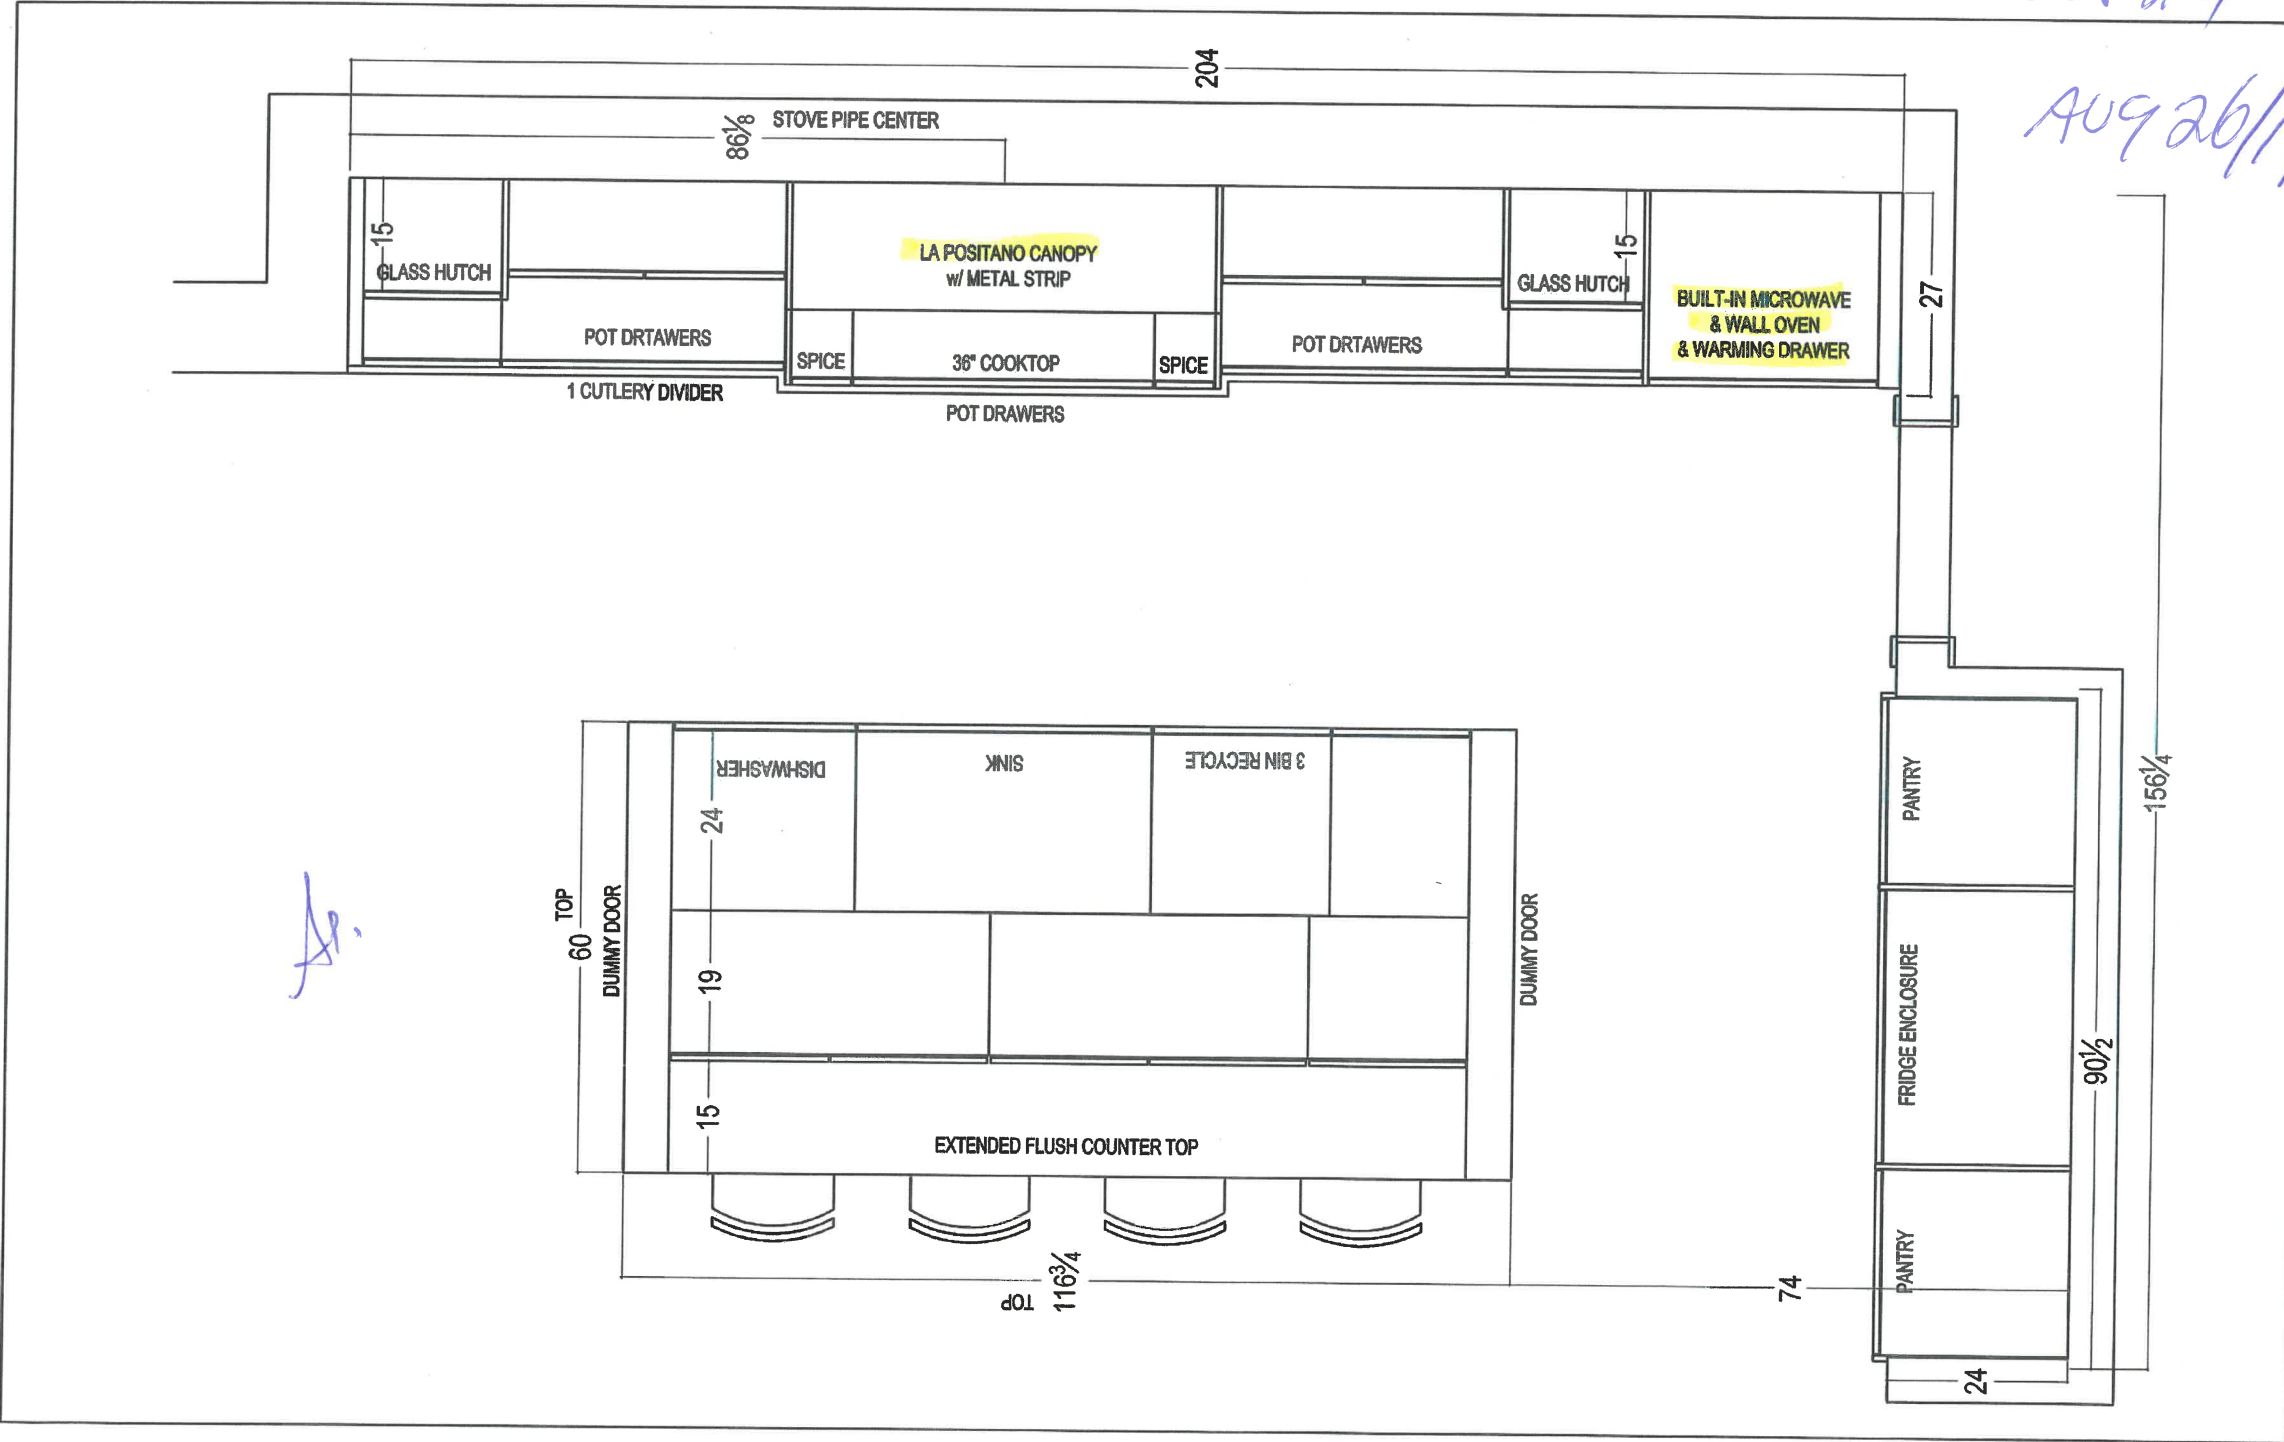 AUG 26/1
204
86⅛
STOVE PIPE CENTER
15
GLASS HUTCH
LA POSITANO CANOPY
w/ METAL STRIP
15
GLASS HUTCH
BUILT-IN MICROWAVE
& WALL OVEN
& WARMING DRAWER
27
POT DRTAWERS
SPICE
36" COOKTOP
SPICE
POT DRTAWERS
1 CUTLERY DIVIDER
POT DRAWERS
DISHWASHER
SINK
3 BIN RECYCLE
24
PANTRY
156¼
TOP
60
DUMMY DOOR
19
DUMMY DOOR
FRIDGE ENCLOSURE
90½
15
EXTENDED FLUSH COUNTER TOP
PANTRY
TOP
116¾
74
24